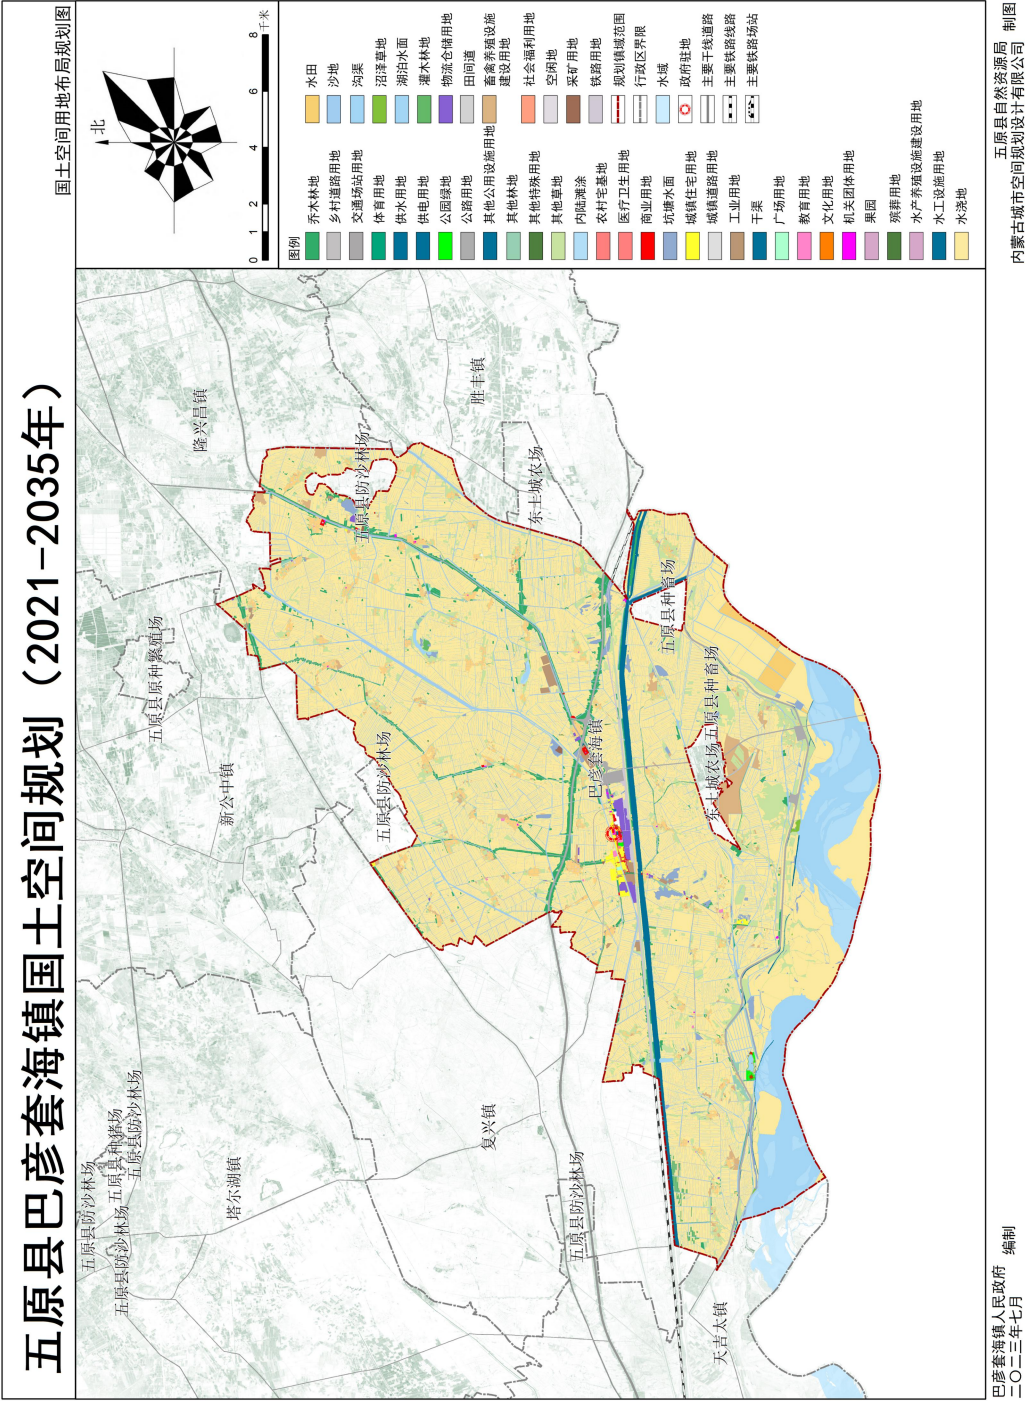 五原县巴彦套海镇国土空间规划（2021-2035年）
国土空间用地布局规划图
北
0 1 2 4 6 8
千米
图例
乔木林地
乡村道路用地
交通场站用地
体育用地
供水用地
供电用地
公园绿地
公路用地
其他公用设施用地
其他林地
其他特殊用地
其他草地
内陆滩涂
农村宅基地
医疗卫生用地
商业用地
坑塘水面
城镇住宅用地
城镇道路用地
工业用地
干渠
广场用地
教育用地
文化用地
机关团体用地
果园
殡葬用地
水产养殖设施建设用地
水工设施用地
水浇地
水田
沙地
沟渠
沼泽草地
湖泊水面
灌木林地
物流仓储用地
田间道
畜禽养殖设施
建设用地
社会福利用地
空闲地
采矿用地
铁路用地
规划镇域范围
行政区界限
水域
政府驻地
主要干线道路
主要铁路线路
主要铁路场站
五原县防沙林场
五原县种猪场
五原县防沙林场
五原县防沙林场
塔尔湖镇
五原县原种繁殖场
新公中镇
隆兴昌镇
五原县防沙林场
胜丰镇
东土城农场
五原县防沙林场
复兴镇
五原县防沙林场
巴彦套海镇
五原县种畜场
五原县种畜场
东土城农场
天吉太镇
巴彦套海镇人民政府 编制
二〇二三年七月
五原县自然资源局
内蒙古城市空间规划设计有限公司 制图